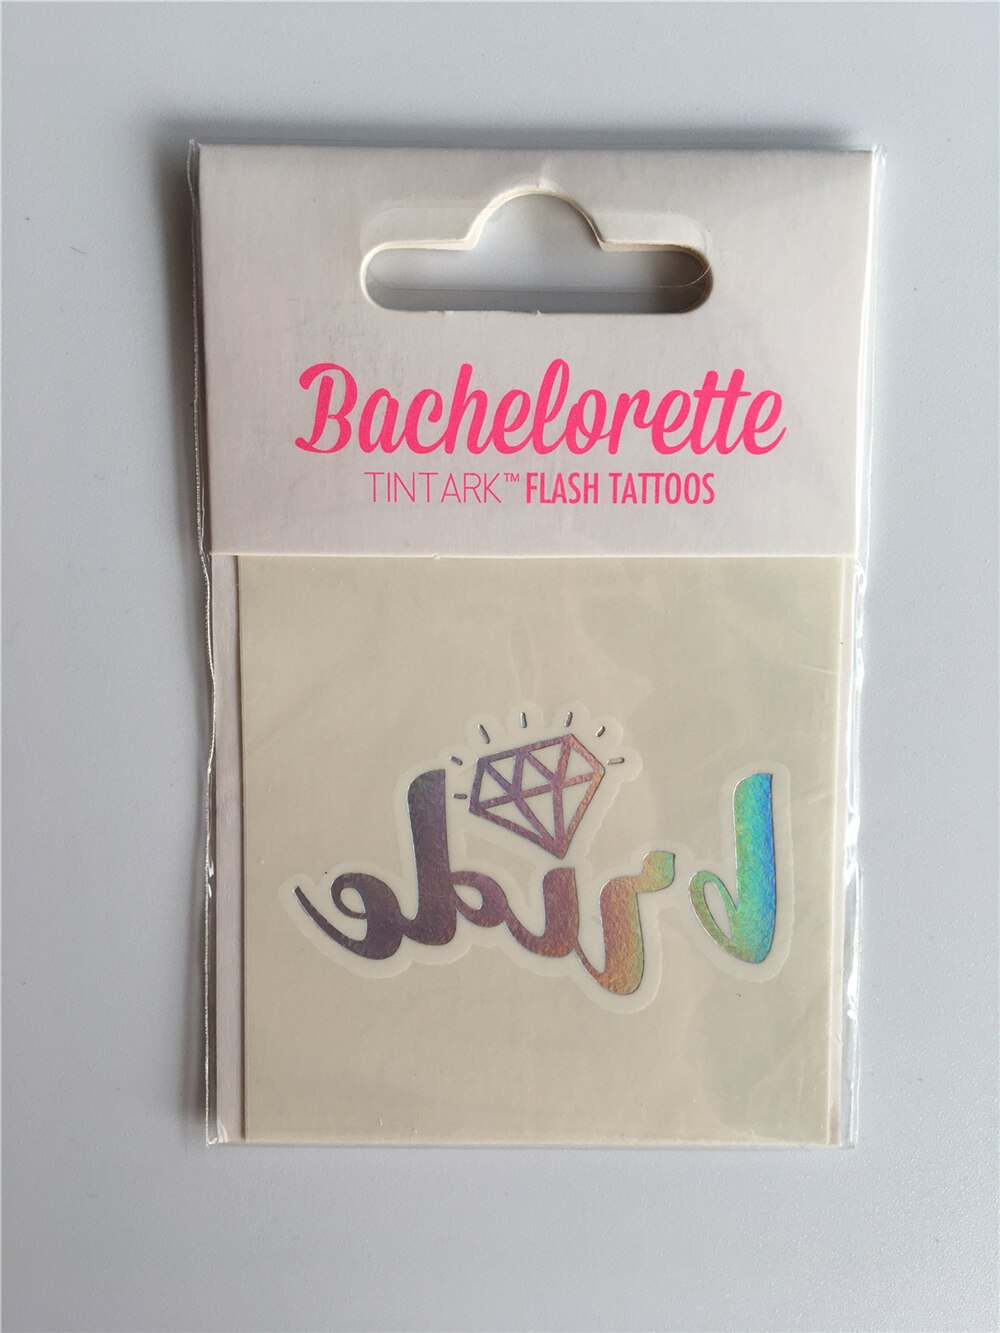 Bachelorette
TINTARK™ FLASH TATTOOS
bride